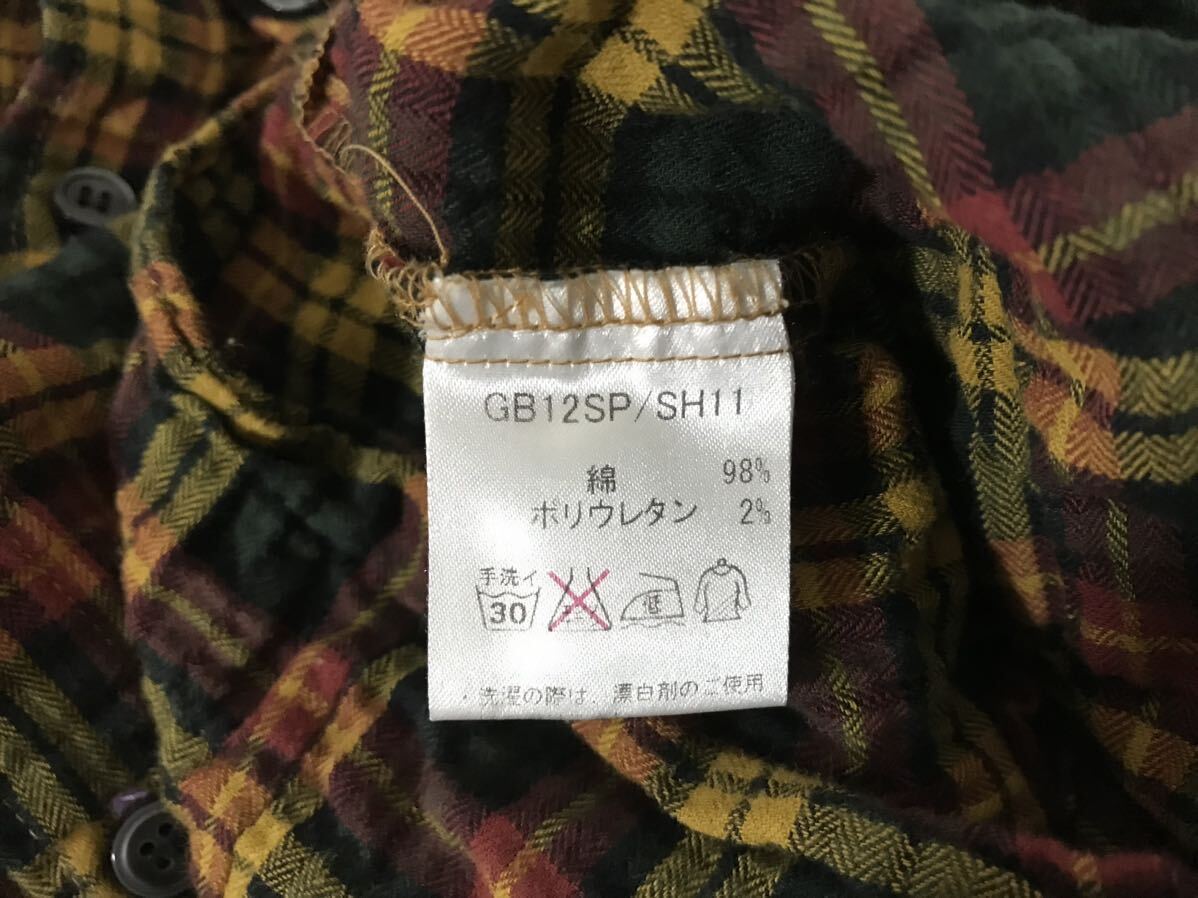 GB12SP/SH11
綿 98%
ポリウレタン 2%
手洗イ
30
低
・洗濯の際は、漂白剤のご使用